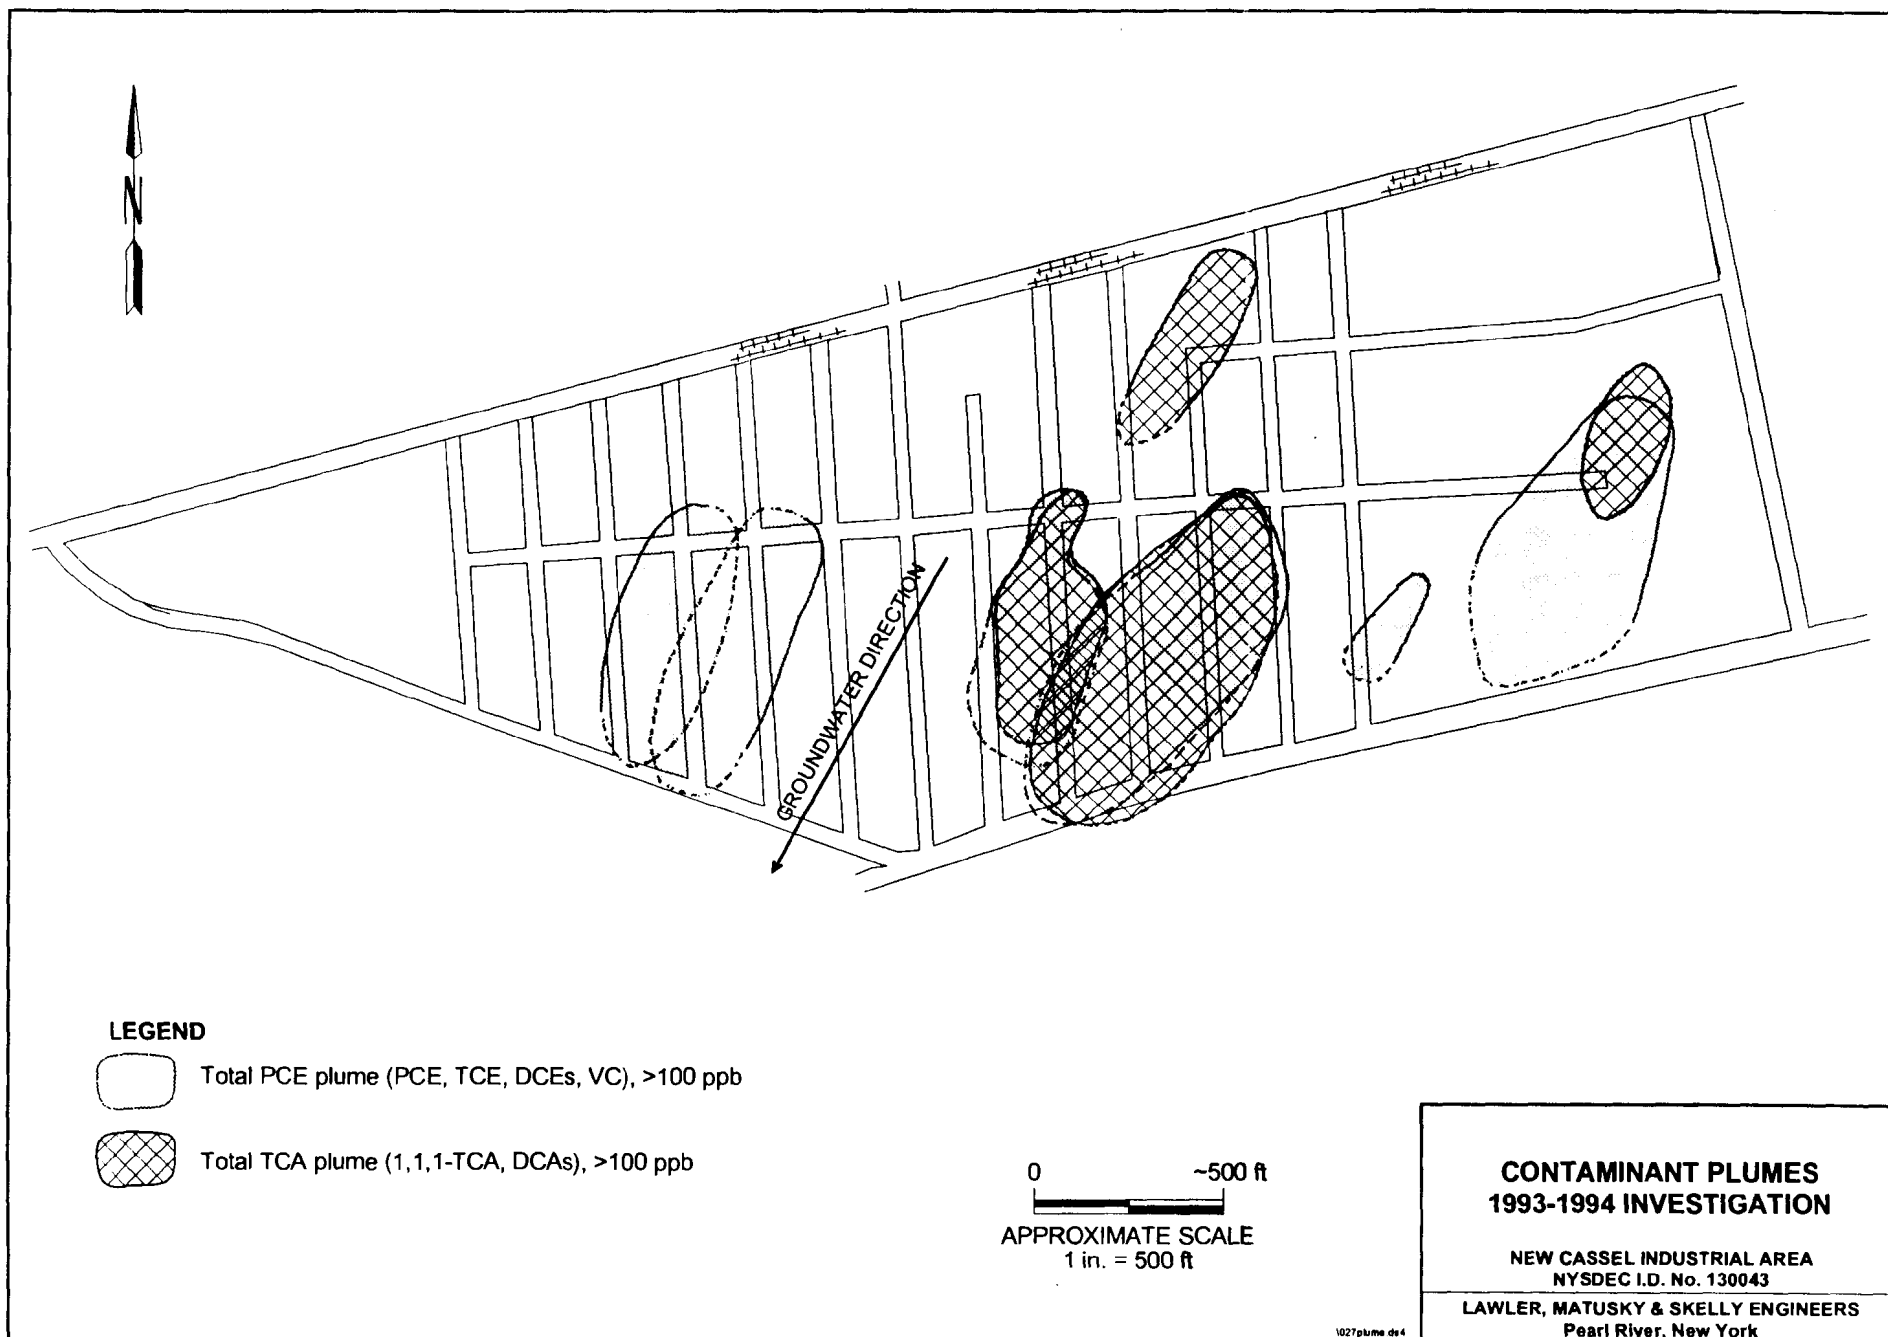 N
GROUNDWATER DIRECTION
LEGEND
Total PCE plume (PCE, TCE, DCEs, VC), >100 ppb
Total TCA plume (1,1,1-TCA, DCAs), >100 ppb
0 ~500 ft
APPROXIMATE SCALE
1 in. = 500 ft
CONTAMINANT PLUMES
1993-1994 INVESTIGATION
NEW CASSEL INDUSTRIAL AREA
NYSDEC I.D. No. 130043
LAWLER, MATUSKY & SKELLY ENGINEERS
Pearl River, New York